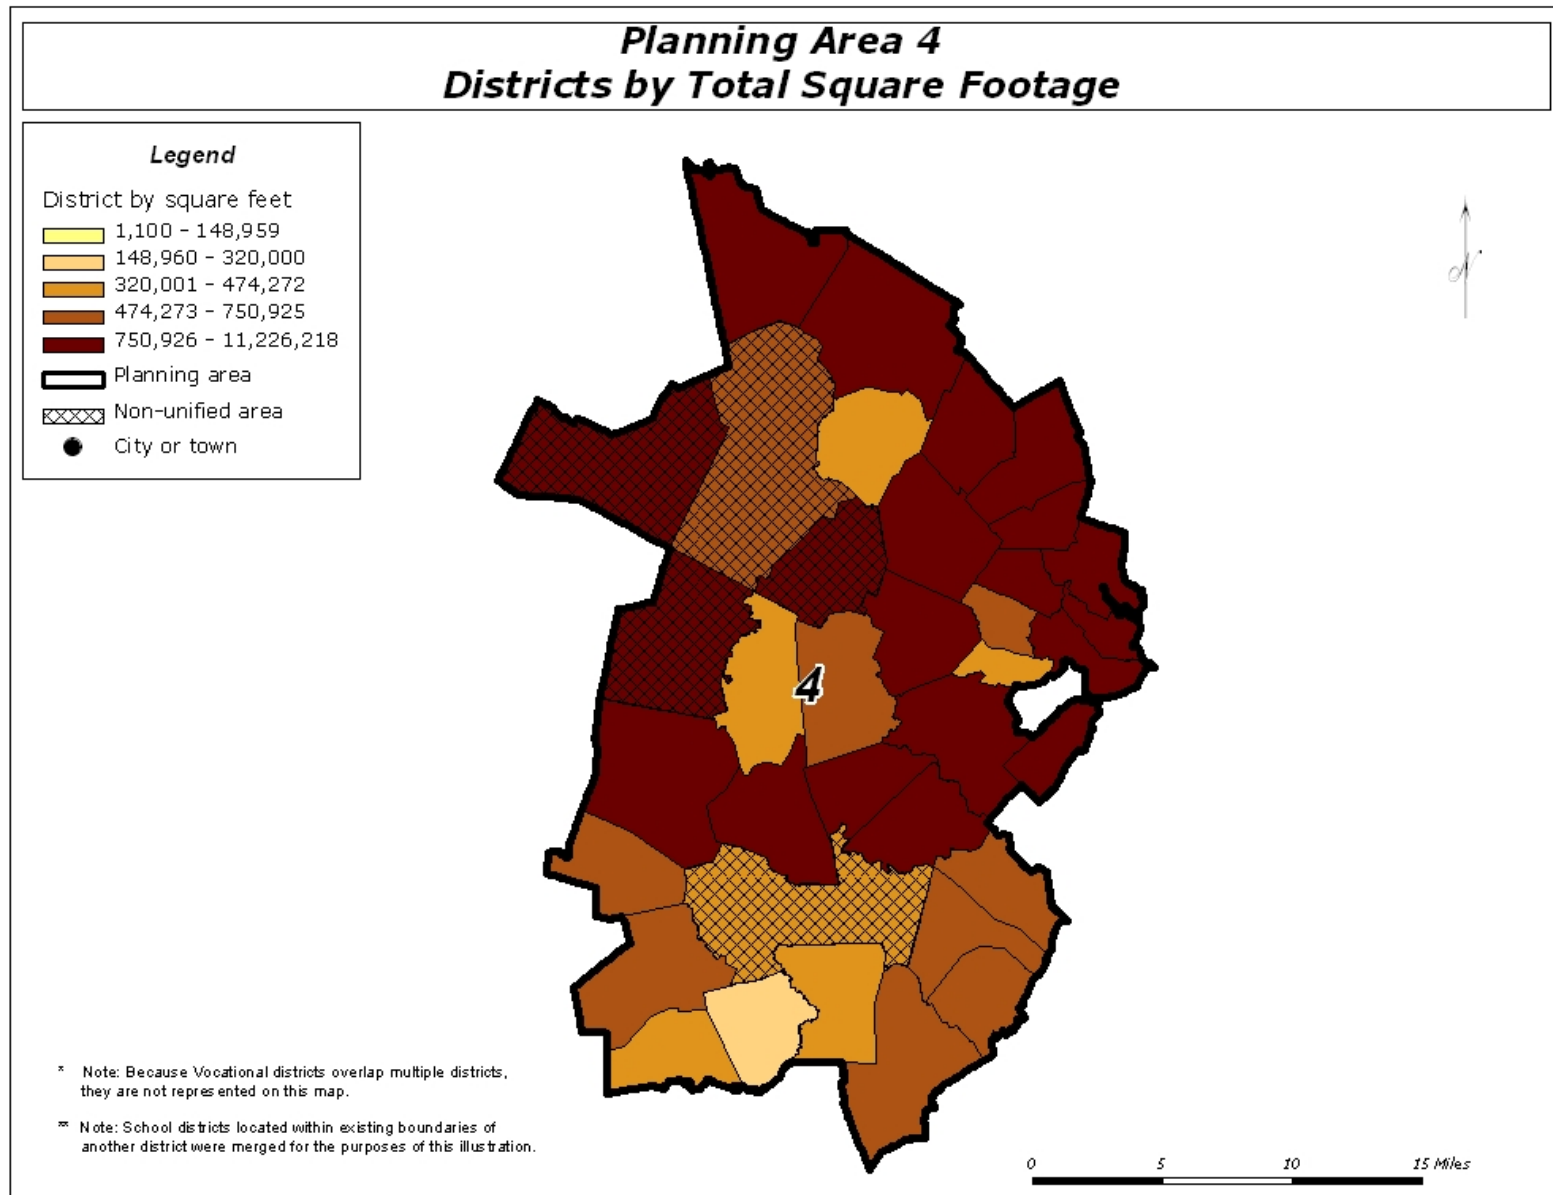 Planning Area 4
Districts by Total Square Footage
Legend
District by square feet
1,100 - 148,959
148,960 - 320,000
320,001 - 474,272
474,273 - 750,925
750,926 - 11,226,218
Planning area
Non-unified area
City or town
N
4
* Note: Because Vocational districts overlap multiple districts,
they are not represented on this map.
** Note: School districts located within existing boundaries of
another district were merged for the purposes of this illustration.
0 5 10 15 Miles